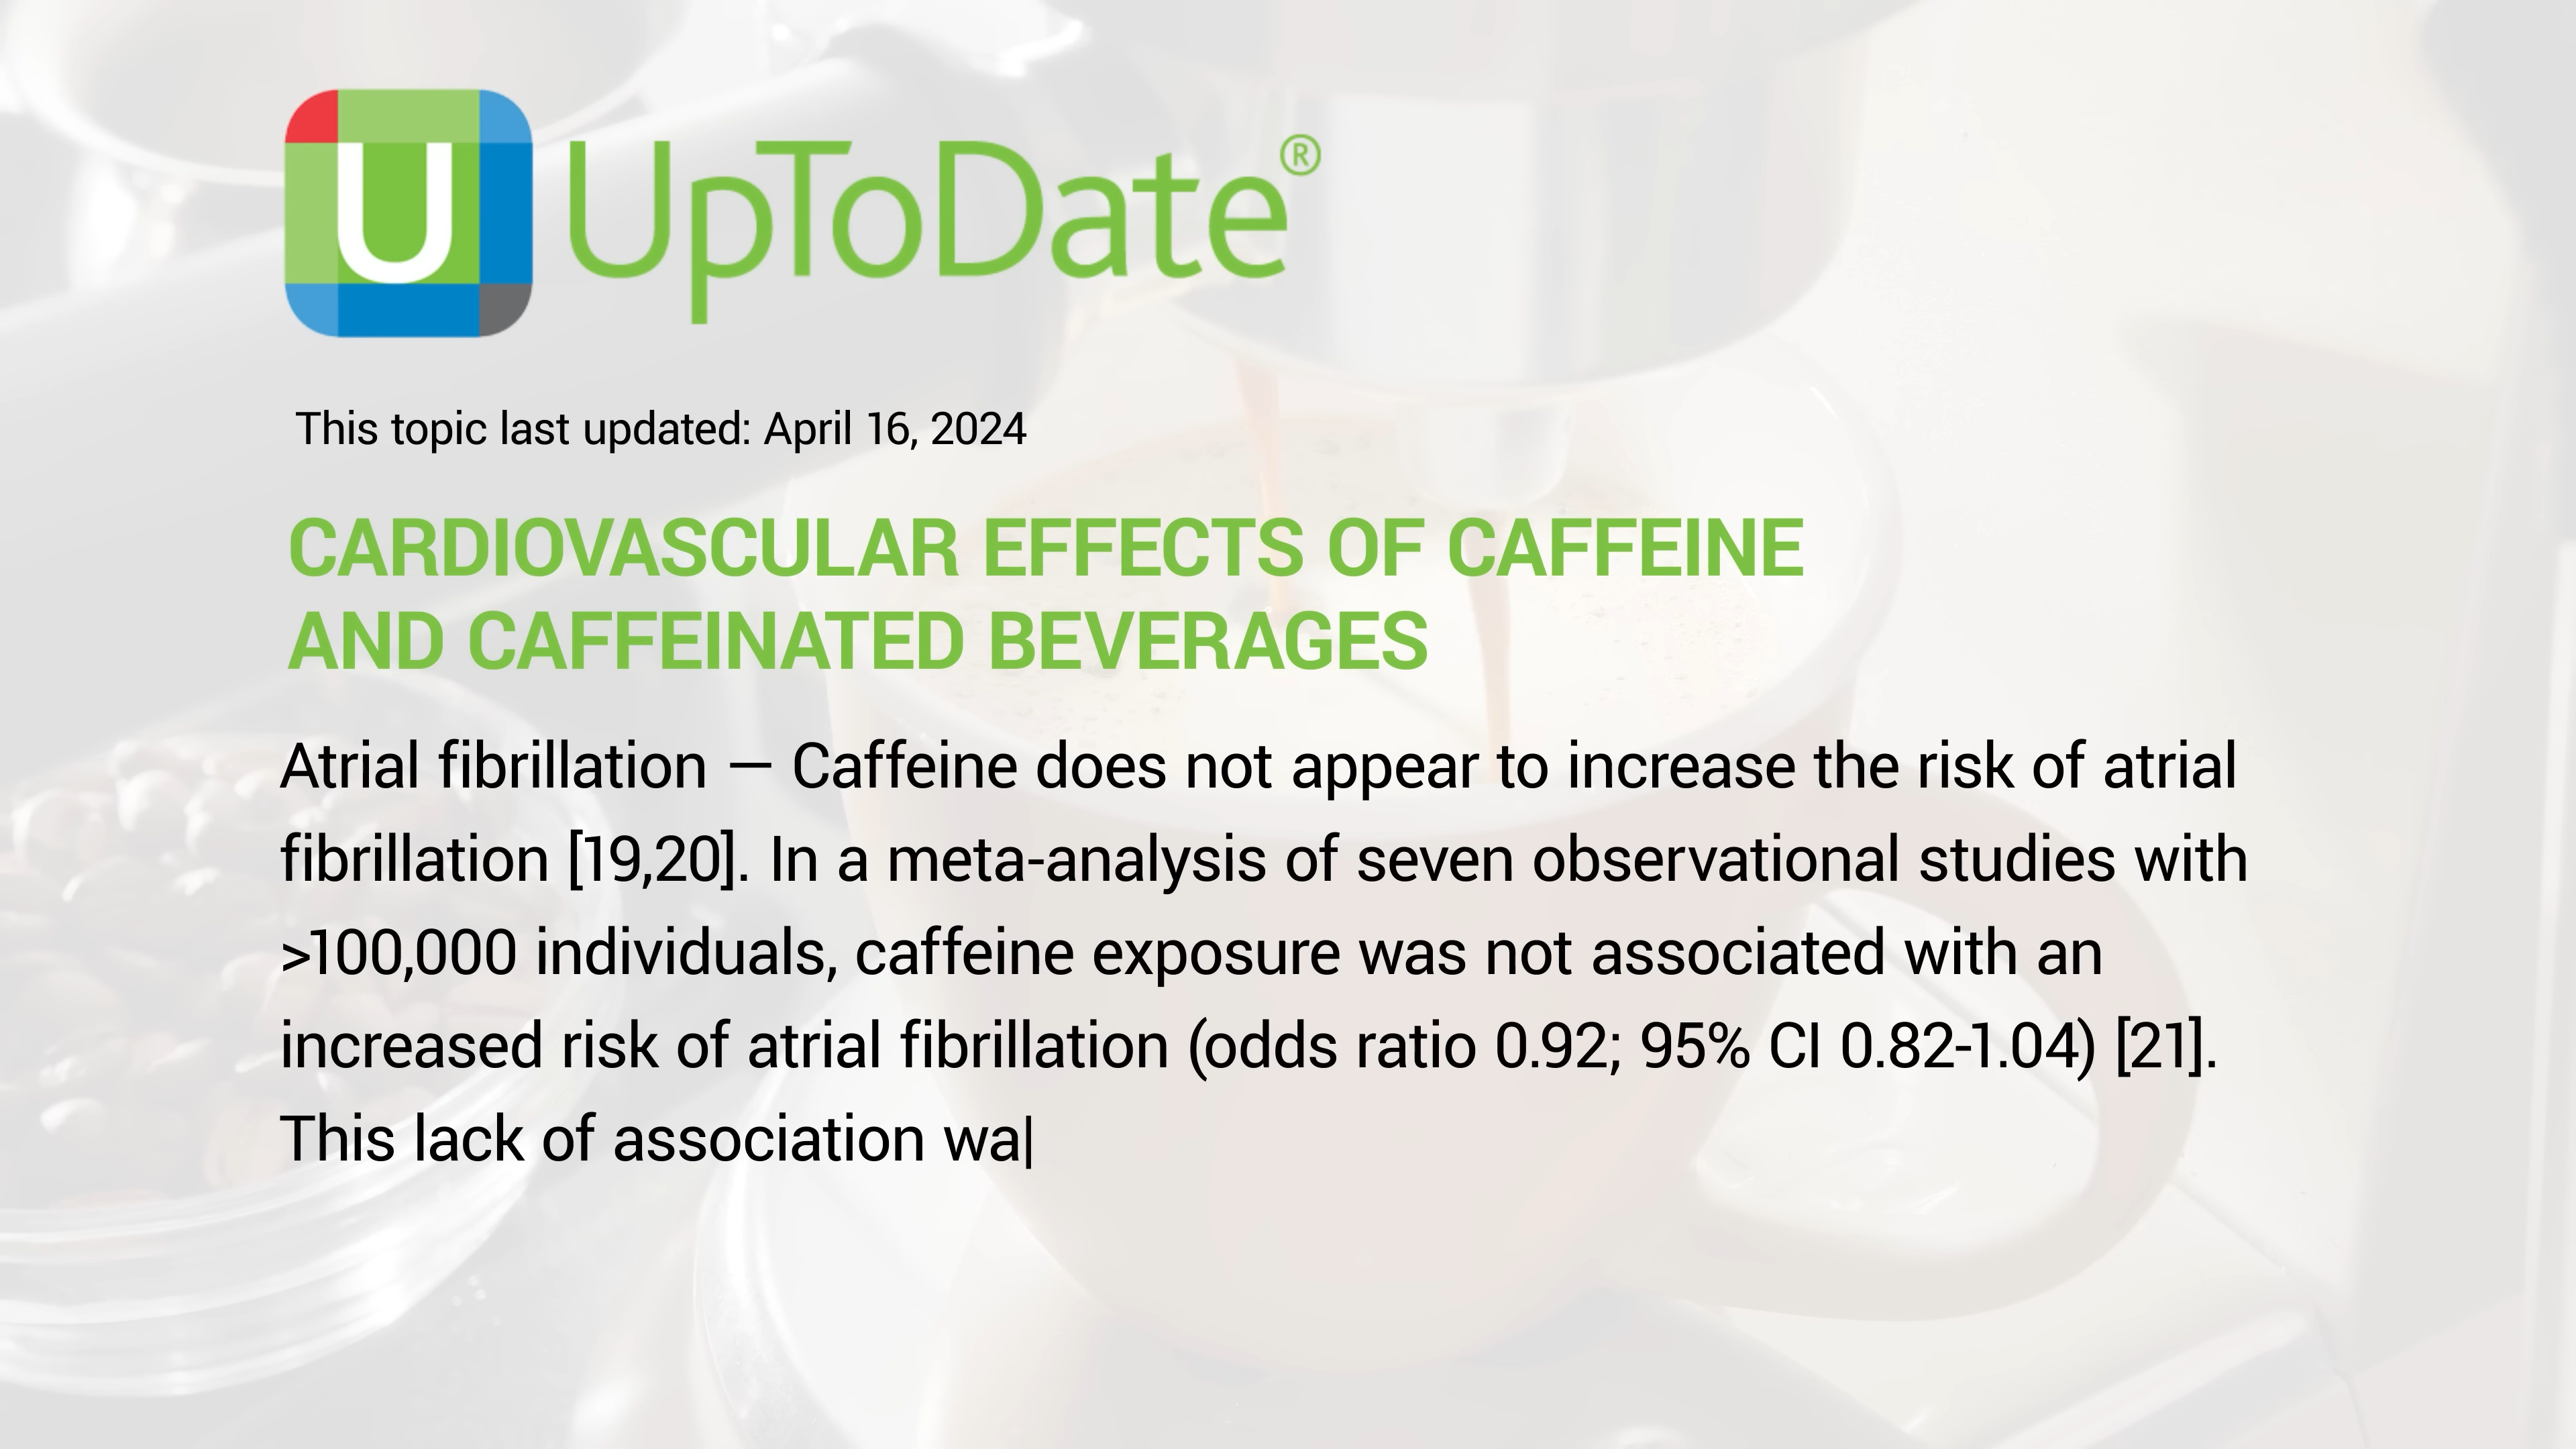 U UpToDate®
This topic last updated: April 16, 2024
CARDIOVASCULAR EFFECTS OF CAFFEINE
AND CAFFEINATED BEVERAGES
Atrial fibrillation — Caffeine does not appear to increase the risk of atrial
fibrillation [19,20]. In a meta-analysis of seven observational studies with
>100,000 individuals, caffeine exposure was not associated with an
increased risk of atrial fibrillation (odds ratio 0.92; 95% CI 0.82-1.04) [21].
This lack of association wa|